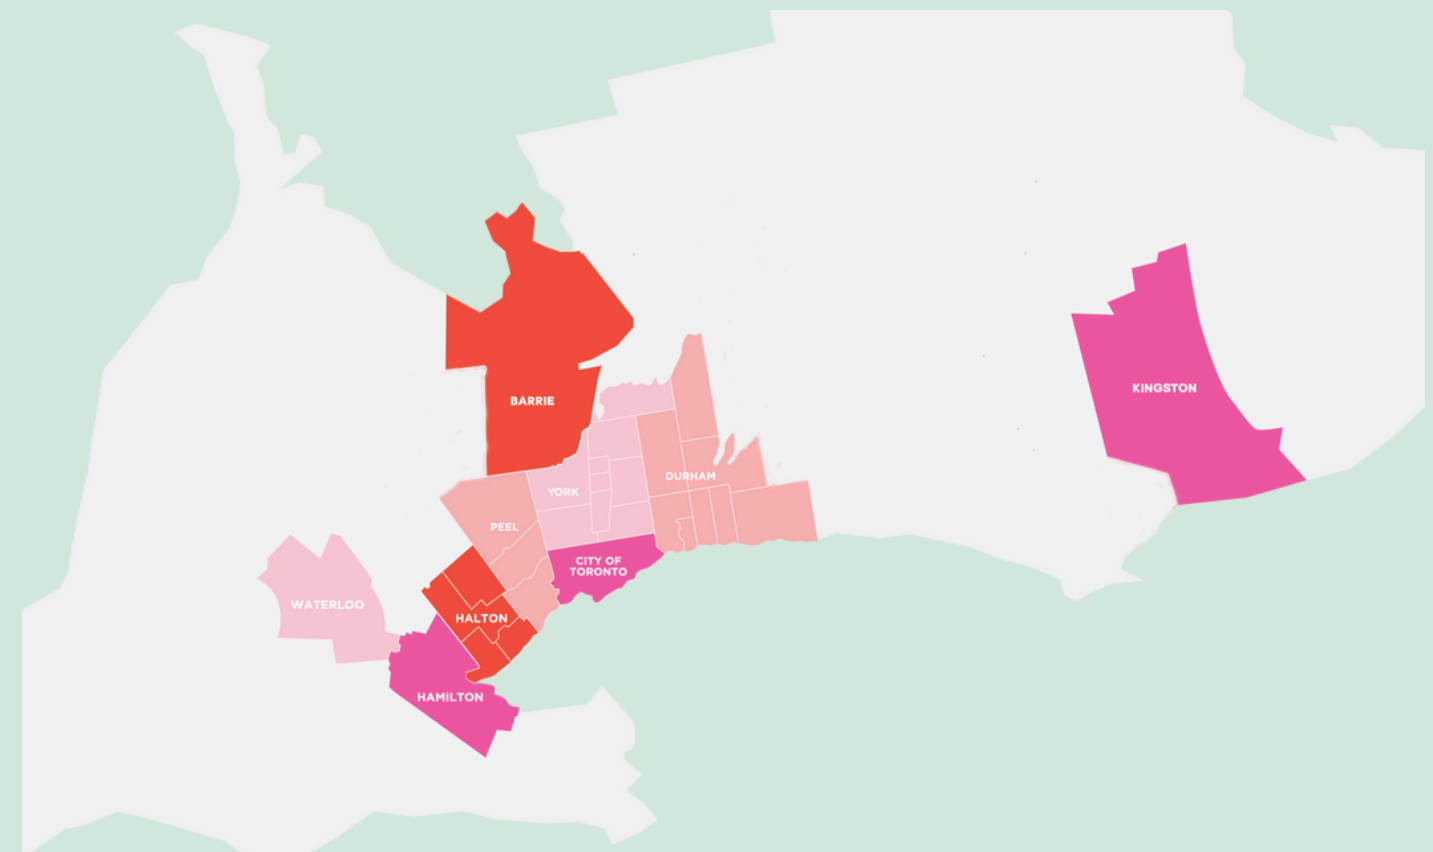 BARRIE
KINGSTON
DURHAM
YORK
PEEL
CITY OF
TORONTO
WATERLOO
HALTON
HAMILTON